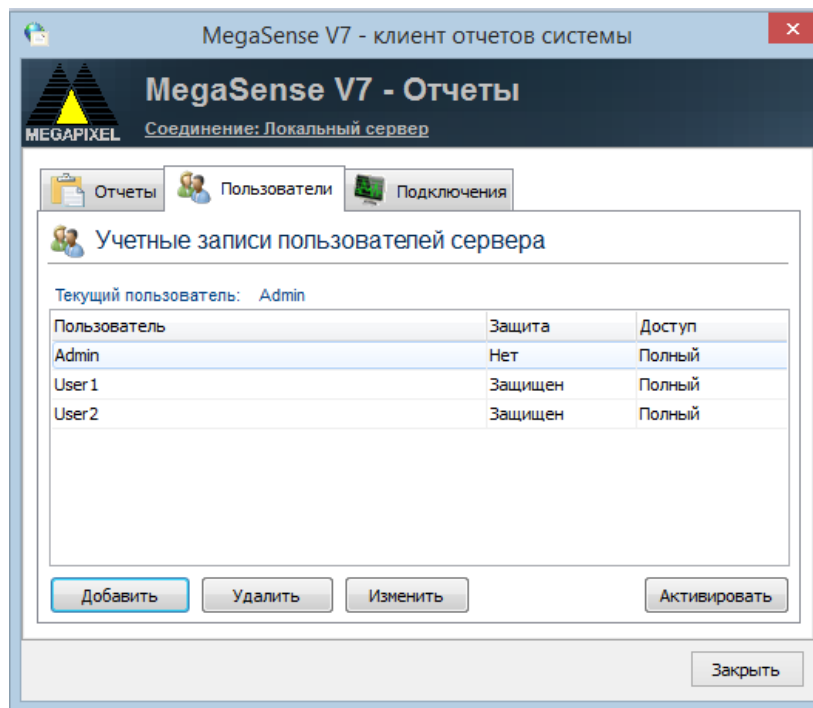 MegaSense V7 - клиент отчетов системы
MegaSense V7 - Отчеты
MEGAPIXEL
Соединение: Локальный сервер
Отчеты Пользователи Подключения
Учетные записи пользователей сервера
Текущий пользователь: Admin
Пользователь Защита Доступ
Admin Нет Полный
User1 Защищен Полный
User2 Защищен Полный
Добавить Удалить Изменить Активировать
Закрыть